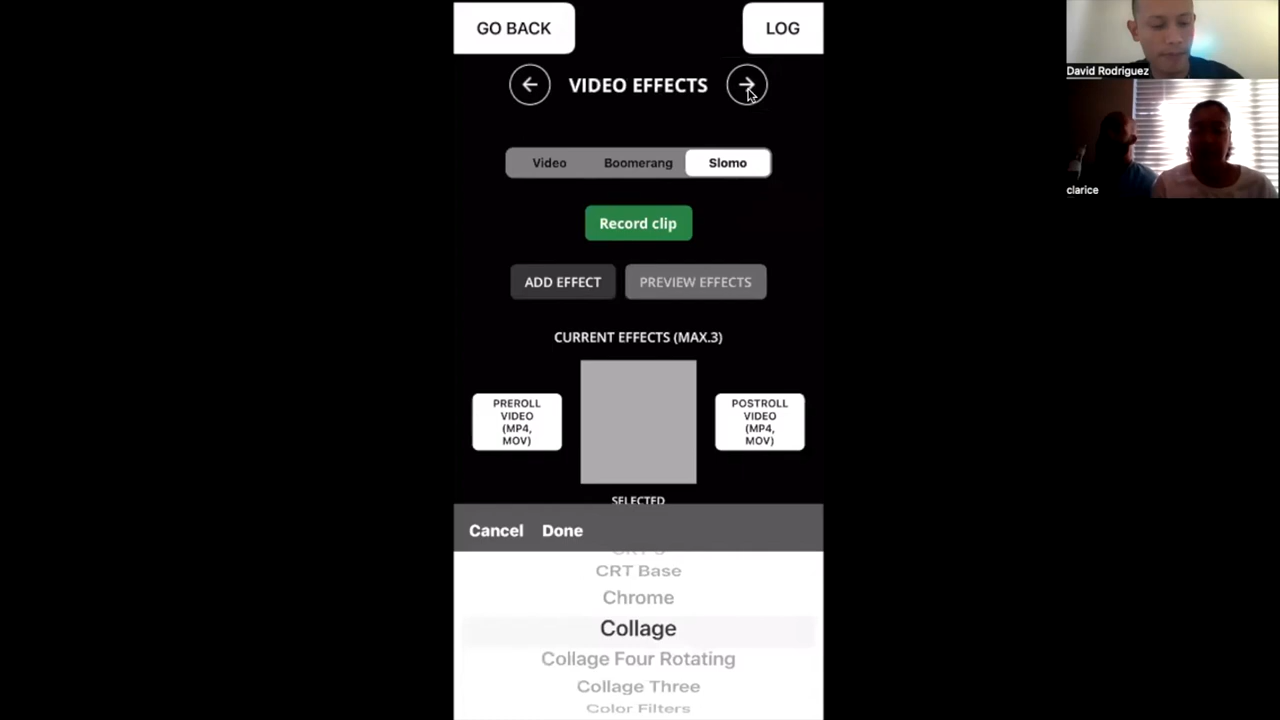 GO BACK
LOG
VIDEO EFFECTS
Video
Boomerang
Slomo
Record clip
ADD EFFECT
PREVIEW EFFECTS
CURRENT EFFECTS (MAX.3)
PREROLL
VIDEO
(MP4,
MOV)
POSTROLL
VIDEO
(MP4,
MOV)
SELECTED
Cancel
Done
CRT Base
Chrome
Collage
Collage Four Rotating
Collage Three
Color Filters
David Rodriguez
clarice